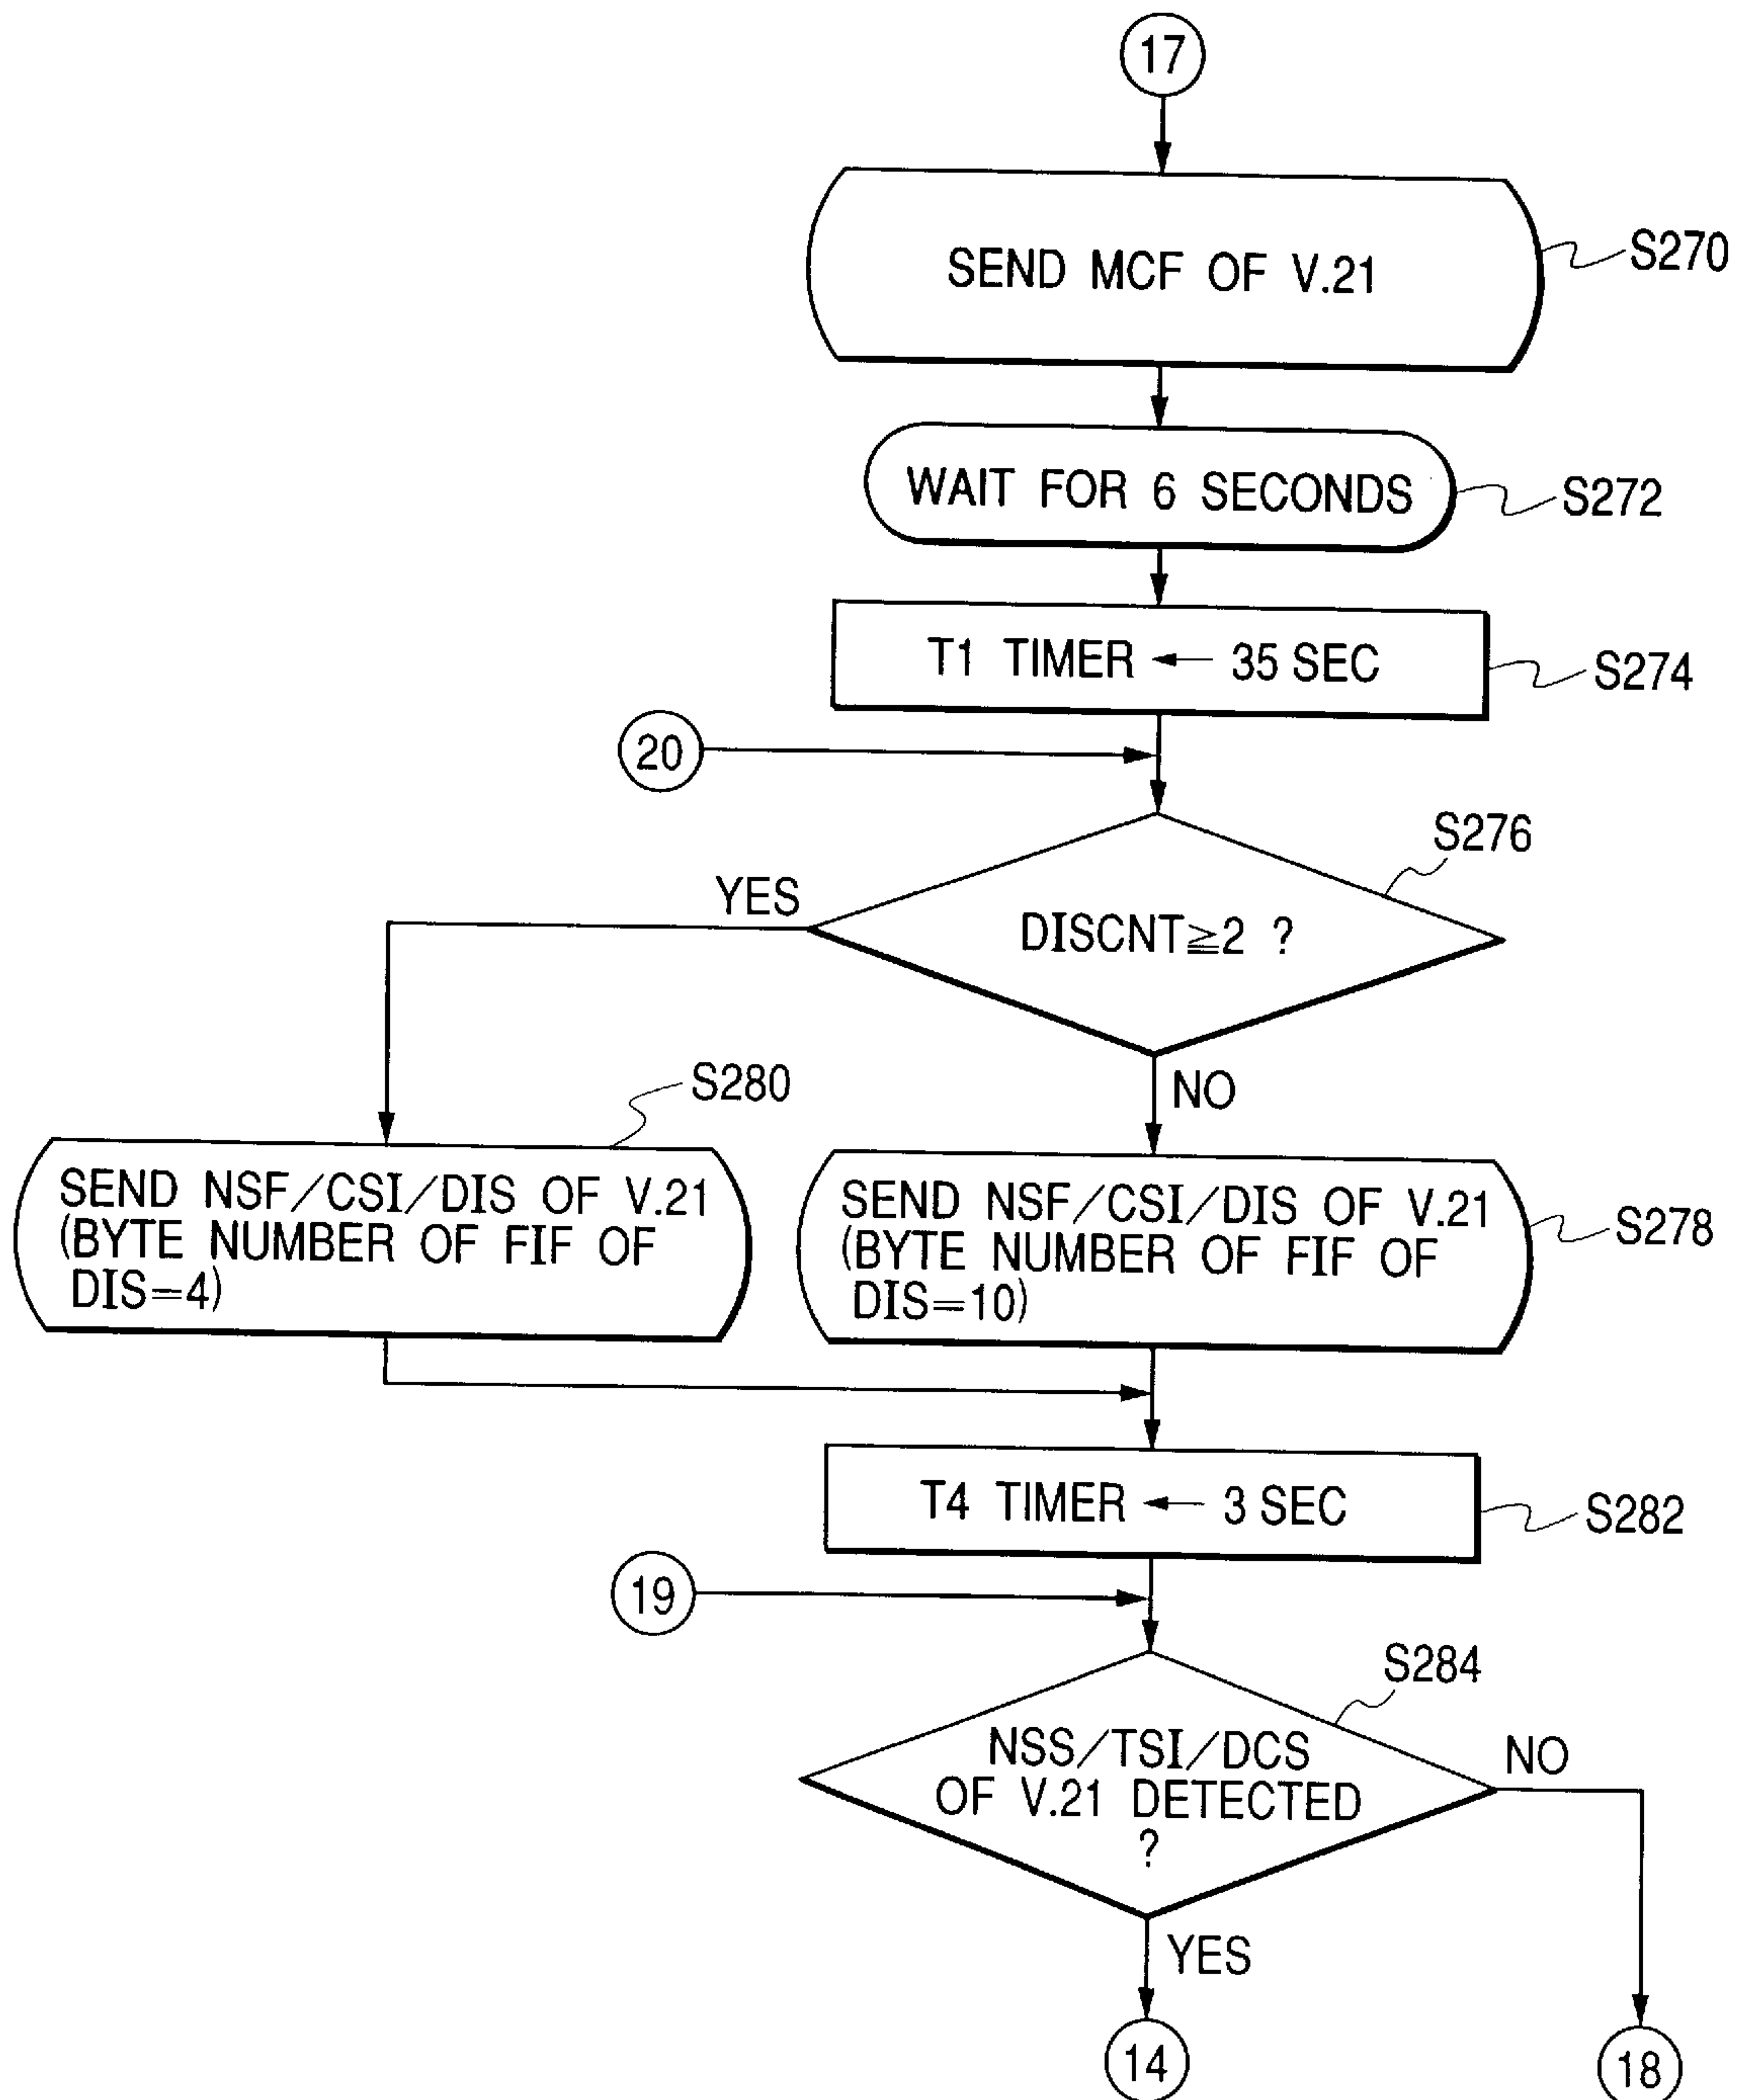 17
SEND MCF OF V.21
S270
WAIT FOR 6 SECONDS
S272
T1 TIMER ← 35 SEC
S274
20
S276
YES
DISCNT≧2 ?
NO
S280
SEND NSF/CSI/DIS OF V.21
(BYTE NUMBER OF FIF OF
DIS=4)
SEND NSF/CSI/DIS OF V.21
(BYTE NUMBER OF FIF OF
DIS=10)
S278
T4 TIMER ← 3 SEC
S282
19
S284
NSS/TSI/DCS
OF V.21 DETECTED
?
NO
YES
14
18